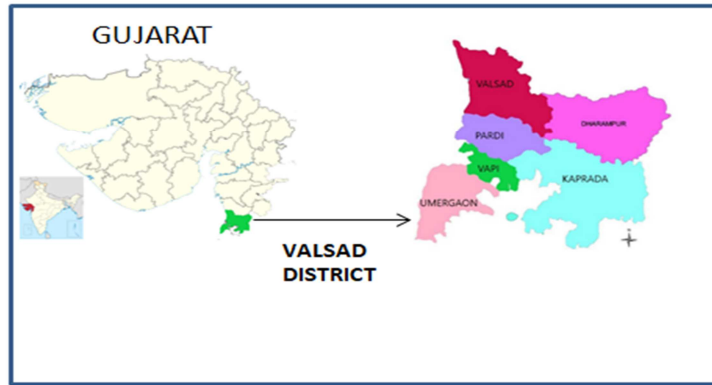 GUJARAT
VALSAD
DISTRICT
VALSAD
DHARAMPUR
PARDI
VAPI
KAPRADA
UMERGAON